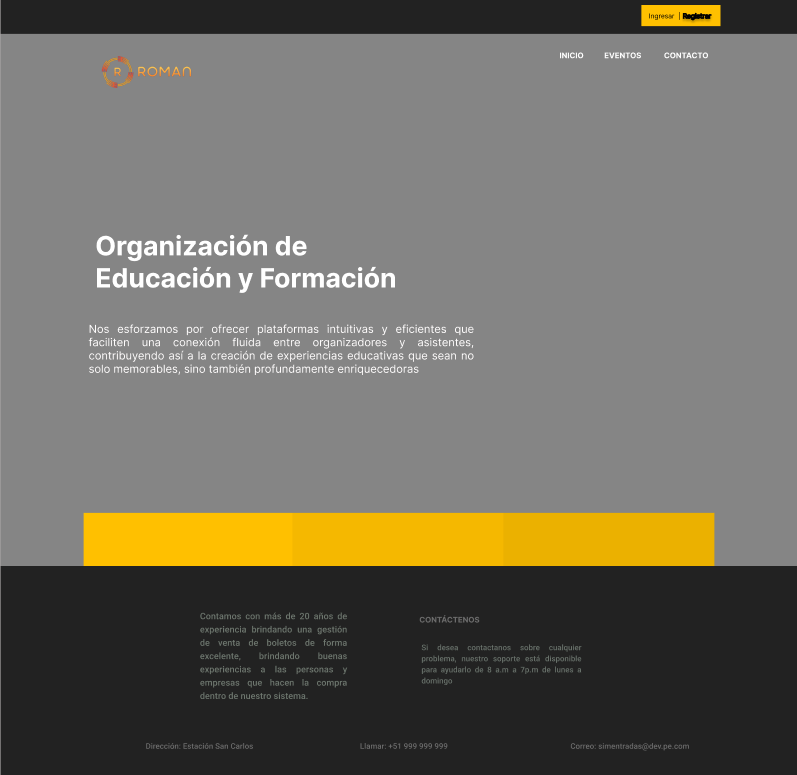 Ingresar | Registrar
R ROMAN
INICIO EVENTOS CONTACTO
Organización de
Educación y Formación
Nos esforzamos por ofrecer plataformas intuitivas y eficientes que
faciliten una conexión fluida entre organizadores y asistentes,
contribuyendo así a la creación de experiencias educativas que sean no
solo memorables, sino también profundamente enriquecedoras
Contamos con más de 20 años de
experiencia brindando una gestión
de venta de boletos de forma
excelente, brindando buenas
experiencias a las personas y
empresas que hacen la compra
dentro de nuestro sistema.
CONTÁCTENOS
Si desea contactanos sobre cualquier
problema, nuestro soporte está disponible
para ayudarlo de 8 a.m a 7p.m de lunes a
domingo
Dirección: Estación San Carlos
Llamar: +51 999 999 999
Correo: simentradas@dev.pe.com